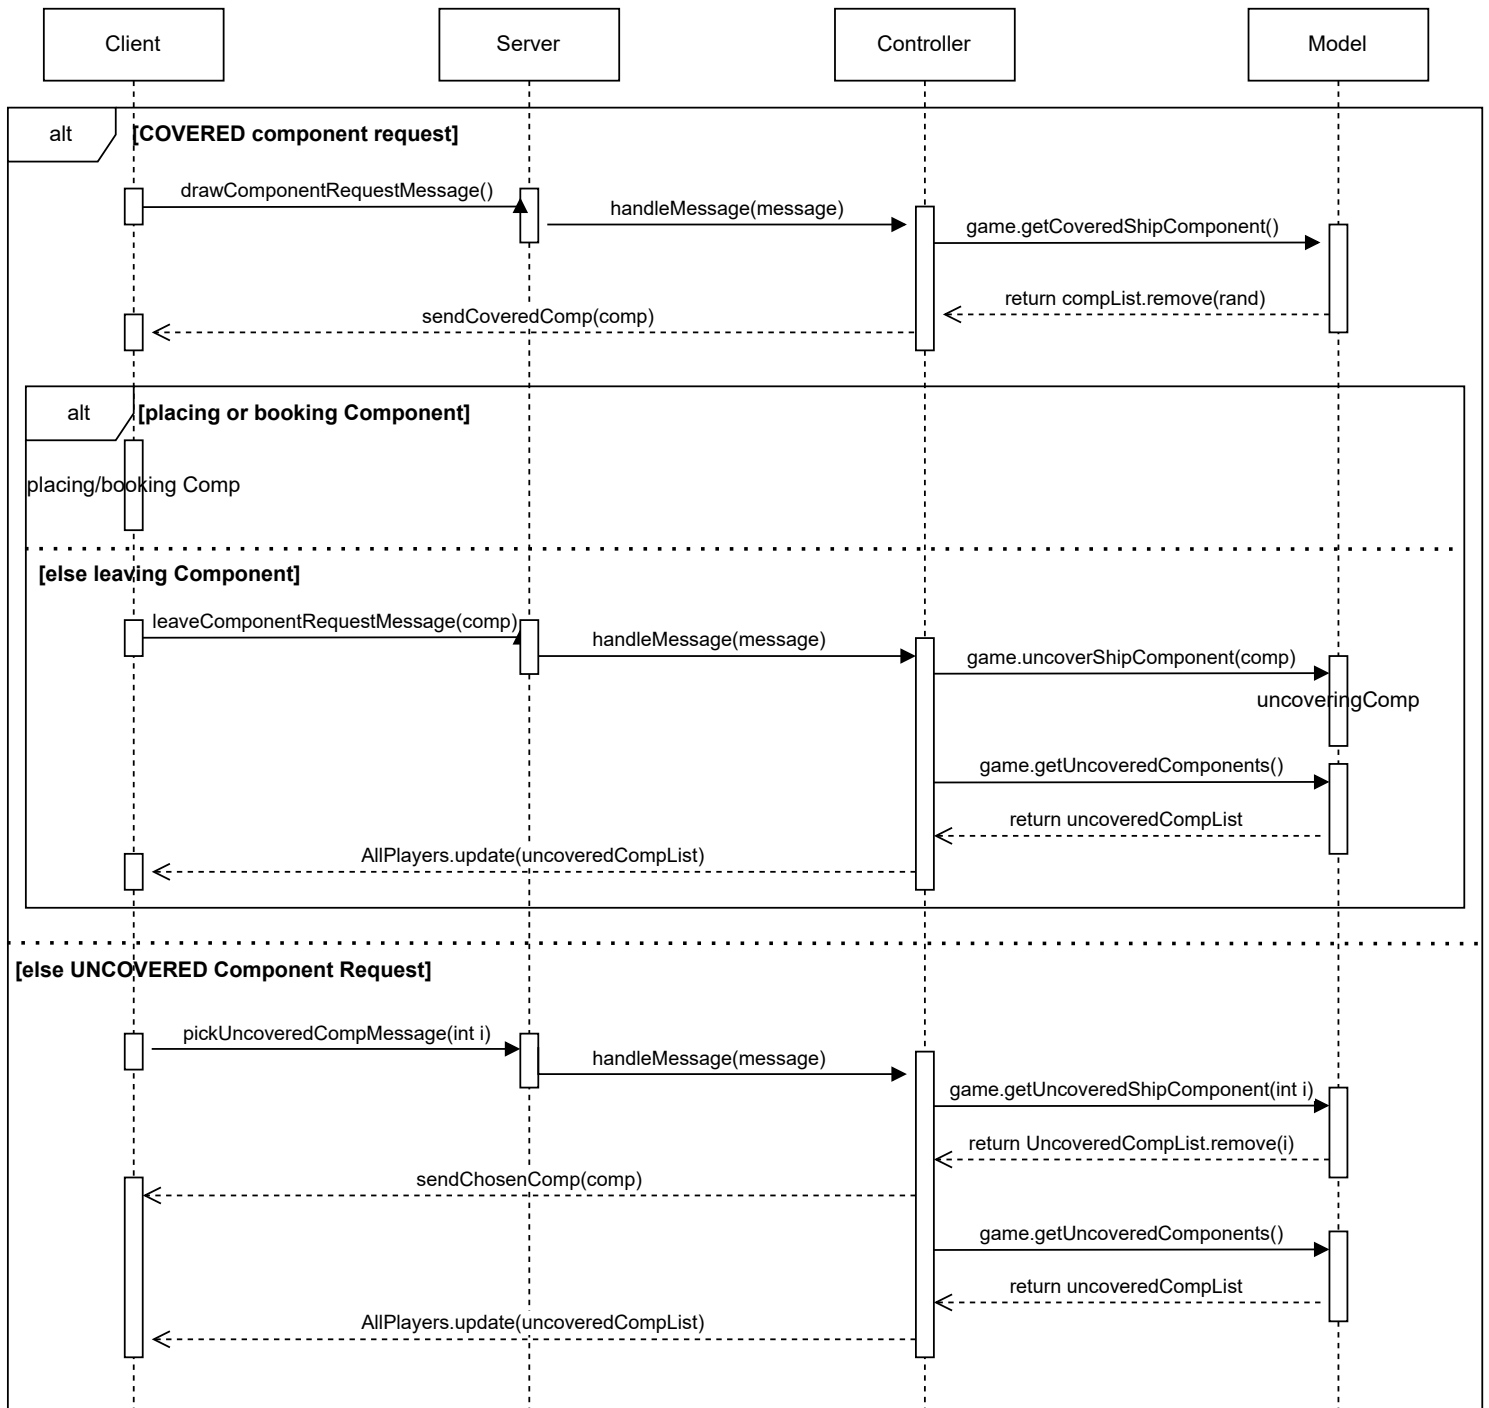 Client
Server
Controller
Model
alt
[COVERED component request]
drawComponentRequestMessage()
handleMessage(message)
game.getCoveredShipComponent()
return compList.remove(rand)
sendCoveredComp(comp)
alt
[placing or booking Component]
placing/booking Comp
[else leaving Component]
leaveComponentRequestMessage(comp)
handleMessage(message)
game.uncoverShipComponent(comp)
uncoveringComp
game.getUncoveredComponents()
return uncoveredCompList
AllPlayers.update(uncoveredCompList)
[else UNCOVERED Component Request]
pickUncoveredCompMessage(int i)
handleMessage(message)
game.getUncoveredShipComponent(int i)
return UncoveredCompList.remove(i)
sendChosenComp(comp)
game.getUncoveredComponents()
return uncoveredCompList
AllPlayers.update(uncoveredCompList)